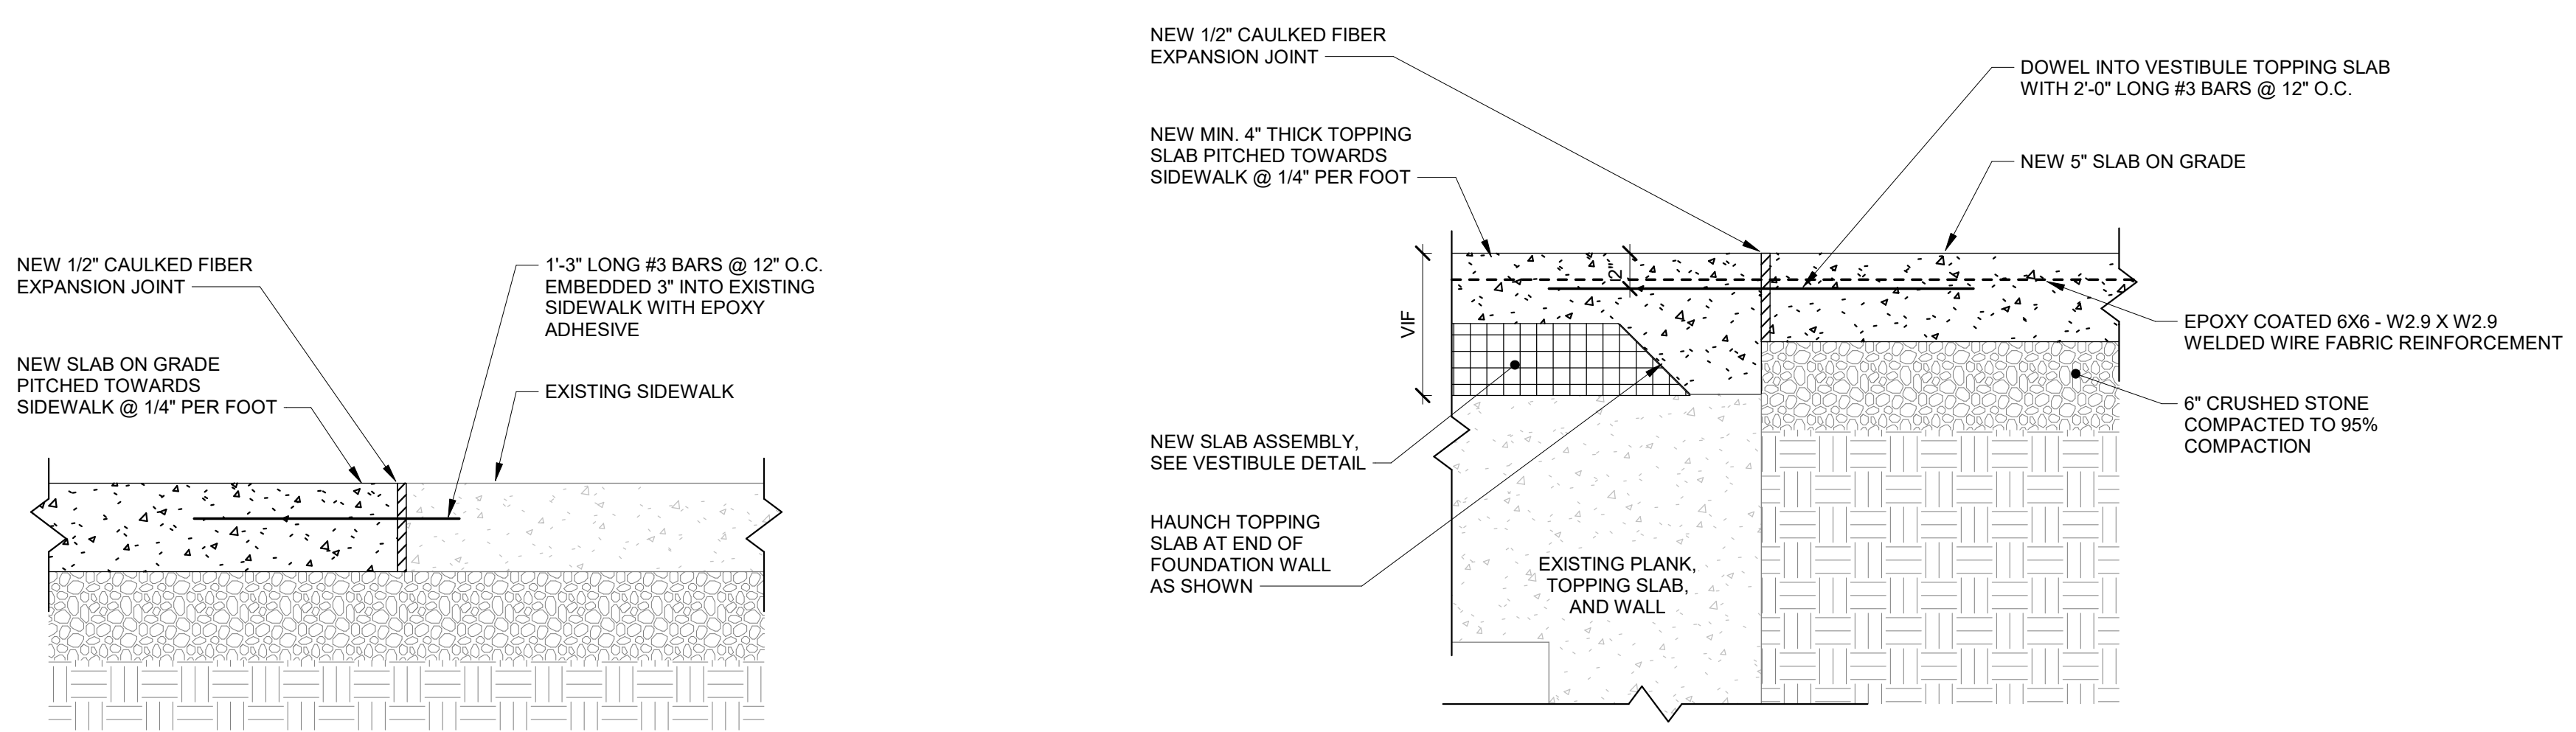 NEW 1/2" CAULKED FIBER
EXPANSION JOINT
NEW SLAB ON GRADE
PITCHED TOWARDS
SIDEWALK @ 1/4" PER FOOT
1'-3" LONG #3 BARS @ 12" O.C.
EMBEDDED 3" INTO EXISTING
SIDEWALK WITH EPOXY
ADHESIVE
EXISTING SIDEWALK
NEW 1/2" CAULKED FIBER
EXPANSION JOINT
NEW MIN. 4" THICK TOPPING
SLAB PITCHED TOWARDS
SIDEWALK @ 1/4" PER FOOT
VIF
2"
NEW SLAB ASSEMBLY,
SEE VESTIBULE DETAIL
HAUNCH TOPPING
SLAB AT END OF
FOUNDATION WALL
AS SHOWN
EXISTING PLANK,
TOPPING SLAB,
AND WALL
DOWEL INTO VESTIBULE TOPPING SLAB
WITH 2'-0" LONG #3 BARS @ 12" O.C.
NEW 5" SLAB ON GRADE
EPOXY COATED 6X6 - W2.9 X W2.9
WELDED WIRE FABRIC REINFORCEMENT
6" CRUSHED STONE
COMPACTED TO 95%
COMPACTION